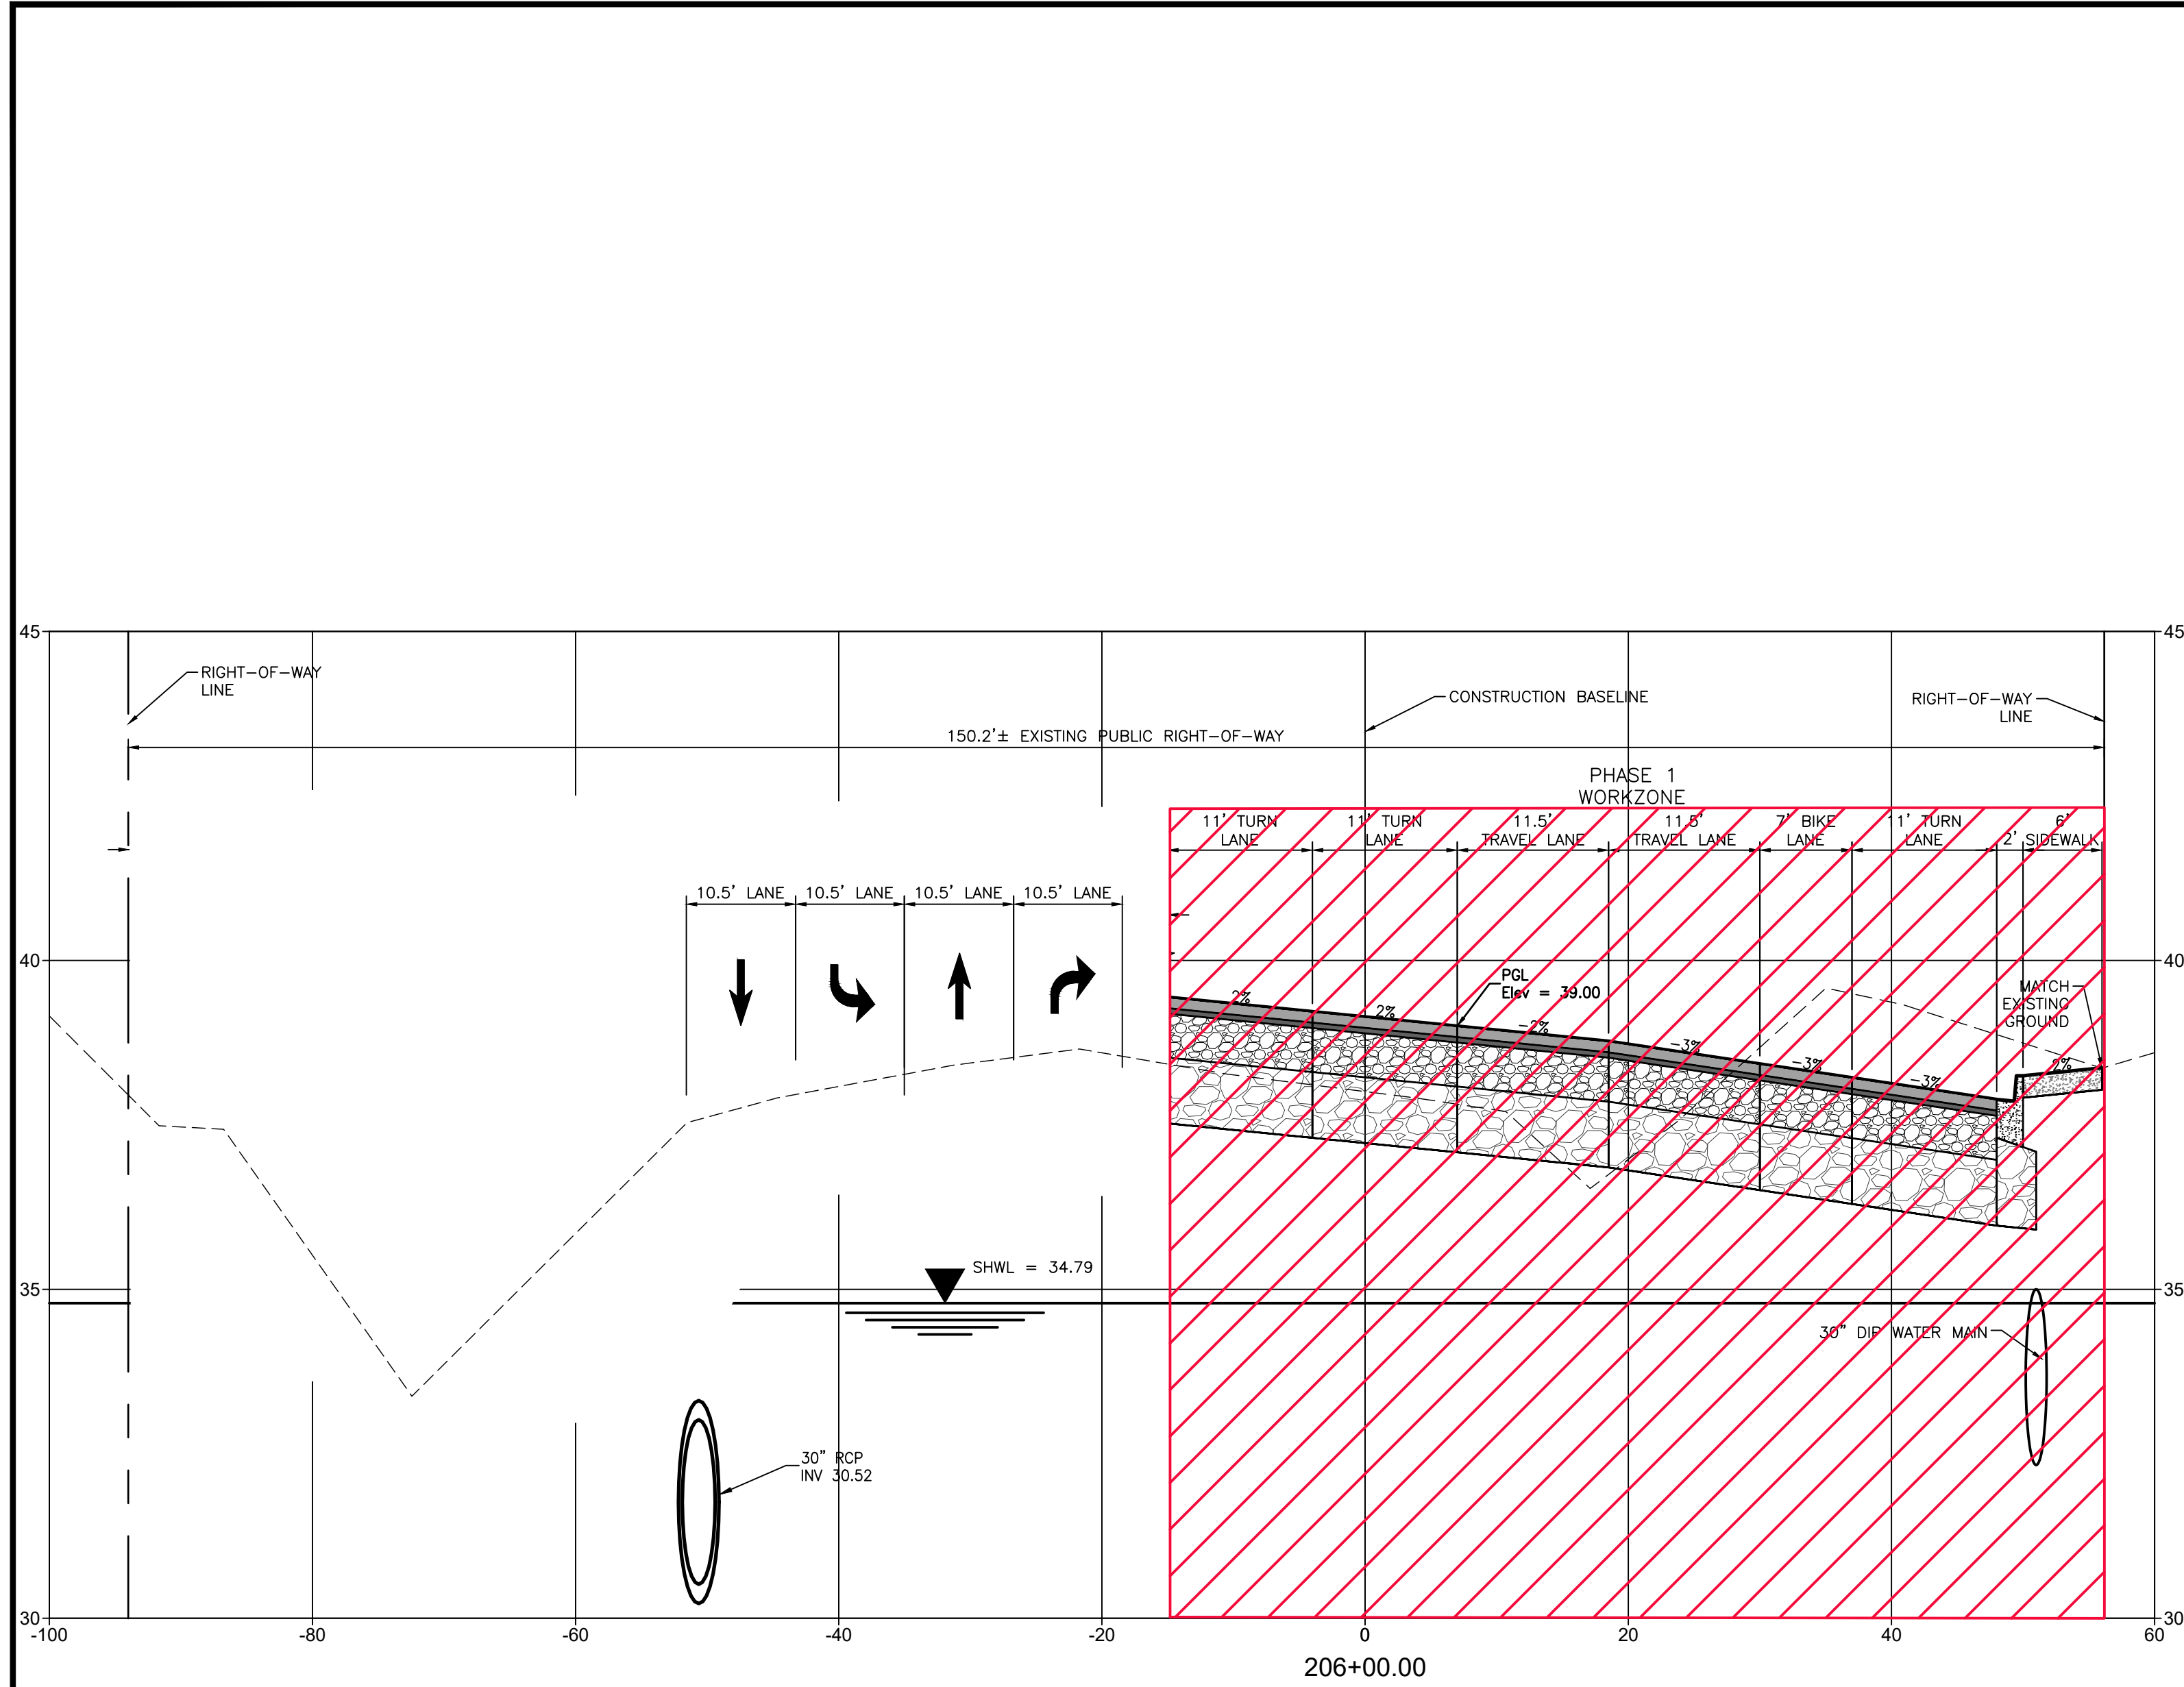 45
45
RIGHT-OF-WAY
LINE
CONSTRUCTION BASELINE
RIGHT-OF-WAY
LINE
150.2'± EXISTING PUBLIC RIGHT-OF-WAY
PHASE 1
WORKZONE
11' TURN
LANE
11' TURN
LANE
11.5'
TRAVEL LANE
11.5'
TRAVEL LANE
7' BIKE
LANE
11' TURN
LANE
2'
6'
SIDEWALK
10.5' LANE
10.5' LANE
10.5' LANE
10.5' LANE
40
40
PGL
Elev = 39.00
MATCH
EXISTING
GROUND
2%
2%
-2%
-3%
-3%
-3%
2%
SHWL = 34.79
35
35
30" DIP WATER MAIN
30" RCP
INV 30.52
30
30
-100
-80
-60
-40
-20
0
20
40
60
206+00.00